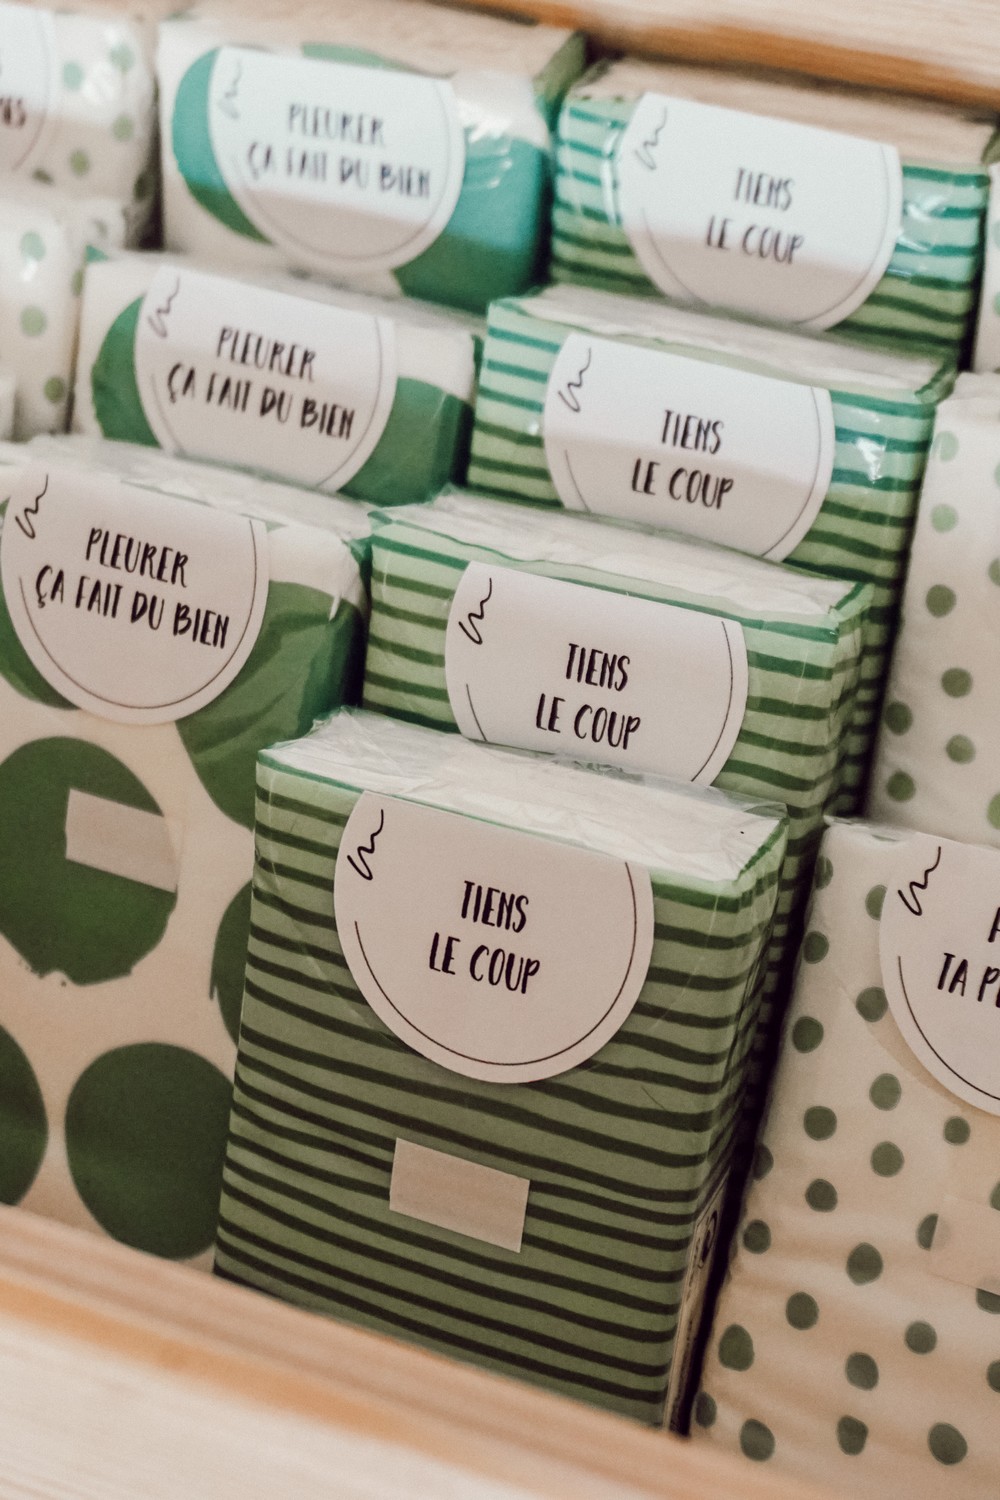 PLEURER
ÇA FAIT DU BIEN
TIENS
LE COUP
PLEURER
ÇA FAIT DU BIEN
TIENS
LE COUP
PLEURER
ÇA FAIT DU BIEN
TIENS
LE COUP
TIENS
LE COUP
TA